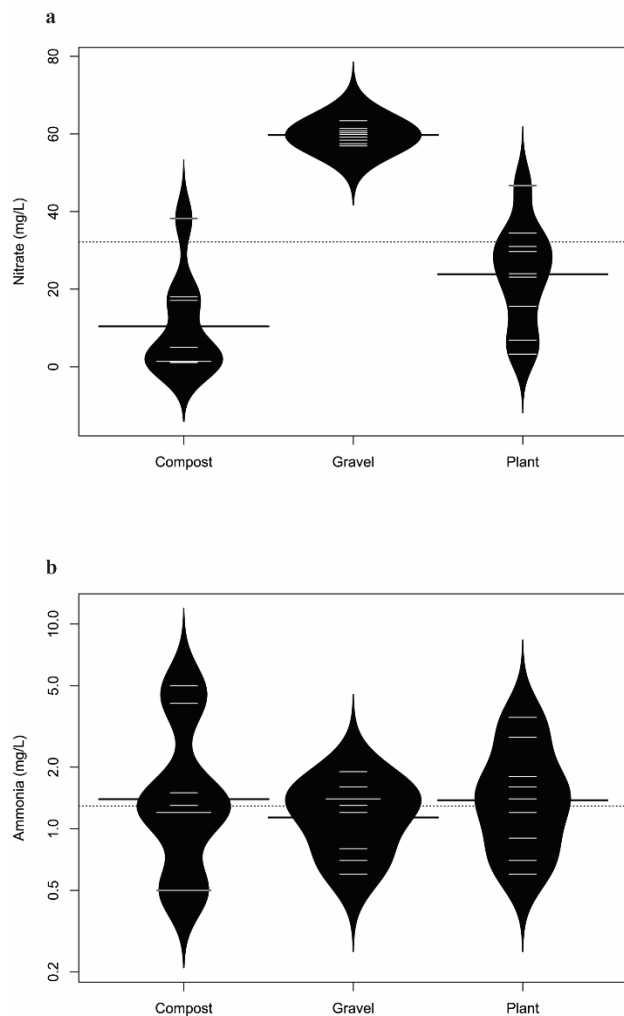 a
80
60
40
20
0
Nitrate (mg/L)
Compost Gravel Plant
b
10.0
5.0
2.0
1.0
0.5
0.2
Ammonia (mg/L)
Compost Gravel Plant